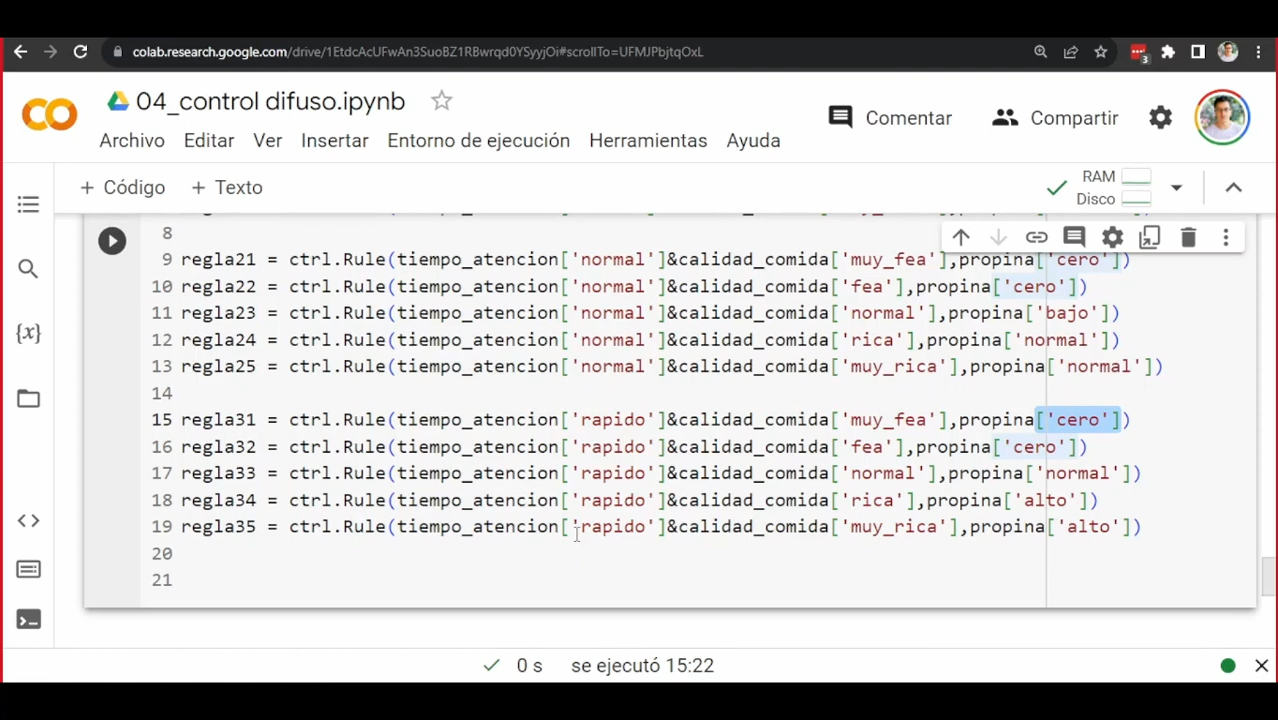 colab.research.google.com/drive/1EtdcAcUFwAn3SuoBZ1RBwrqd0YSyyjOi#scrollTo=UFMJPbjtqOxL
3
CO
04_control difuso.ipynb
Comentar
Compartir
Archivo Editar Ver Insertar Entorno de ejecución Herramientas Ayuda
+ Código + Texto
RAM
Disco
8
9 regla21 = ctrl.Rule(tiempo_atencion['normal']&calidad_comida['muy_fea'],propina['cero'])
10 regla22 = ctrl.Rule(tiempo_atencion['normal']&calidad_comida['fea'],propina['cero'])
11 regla23 = ctrl.Rule(tiempo_atencion['normal']&calidad_comida['normal'],propina['bajo'])
12 regla24 = ctrl.Rule(tiempo_atencion['normal']&calidad_comida['rica'],propina['normal'])
13 regla25 = ctrl.Rule(tiempo_atencion['normal']&calidad_comida['muy_rica'],propina['normal'])
14
15 regla31 = ctrl.Rule(tiempo_atencion['rapido']&calidad_comida['muy_fea'],propina['cero'])
16 regla32 = ctrl.Rule(tiempo_atencion['rapido']&calidad_comida['fea'],propina['cero'])
17 regla33 = ctrl.Rule(tiempo_atencion['rapido']&calidad_comida['normal'],propina['normal'])
18 regla34 = ctrl.Rule(tiempo_atencion['rapido']&calidad_comida['rica'],propina['alto'])
19 regla35 = ctrl.Rule(tiempo_atencion['rapido']&calidad_comida['muy_rica'],propina['alto'])
20
21
{x}
0 s se ejecutó 15:22